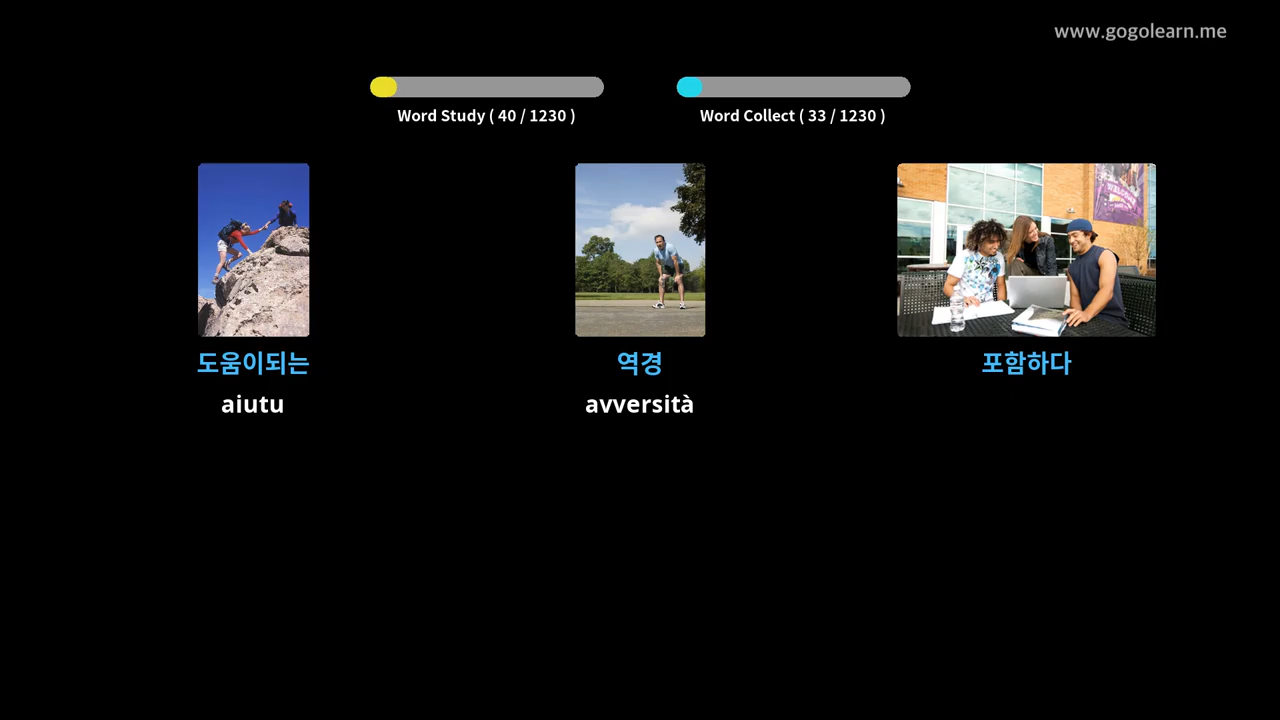 www.gogolearn.me
Word Study ( 40 / 1230 )
Word Collect ( 33 / 1230 )
WELCOME
도움이되는
역경
포함하다
aiutu
avversità